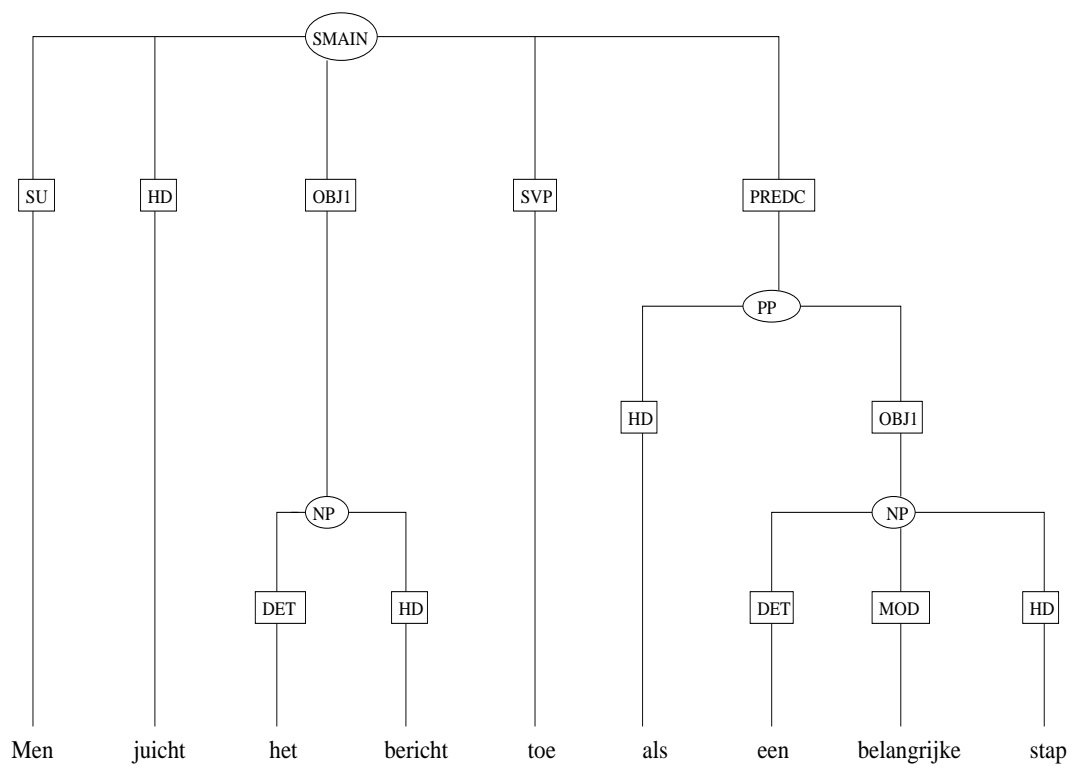 SMAIN
SU HD OBJ1 SVP PREDC
PP
HD OBJ1
NP NP
DET HD DET MOD HD
Men juicht het bericht toe als een belangrijke stap